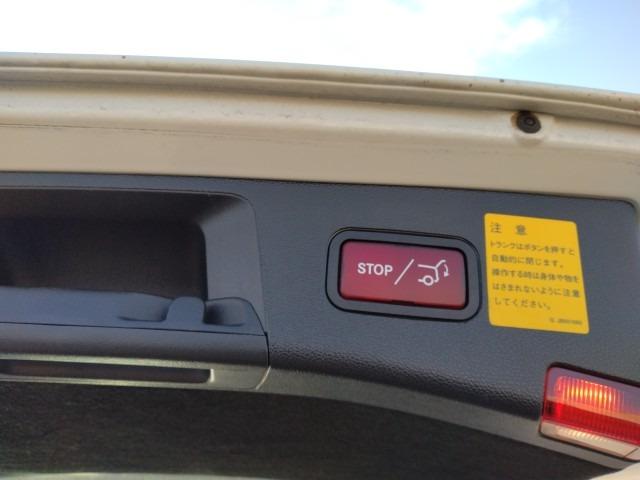 STOP /
注意
トランクはボタンを押すと
自動的に閉じます。
操作する時は身体や物を
はさまれないように注意
してください。